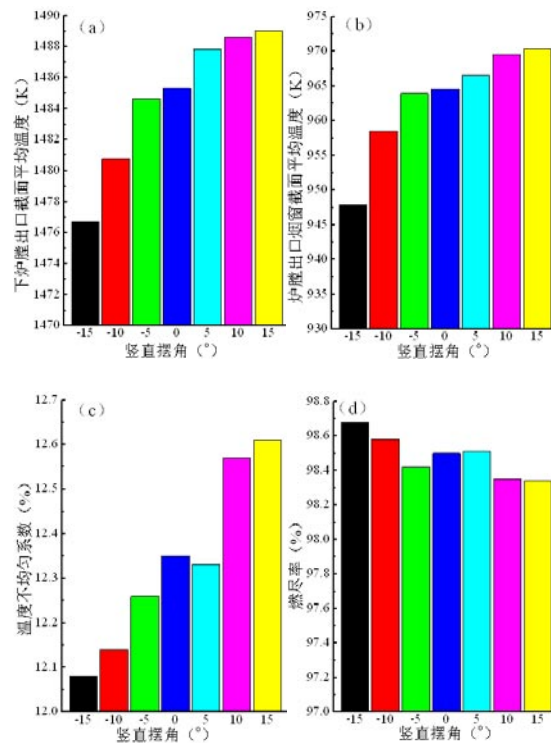 (a)
1490
1488
1486
1484
1482
1480
1478
1476
1474
1472
1470
下炉膛出口截面平均温度（K）
-15 -10 -5 0 5 10 15
竖直摆角（°）
(b)
975
970
965
960
955
950
945
940
935
930
炉膛出口烟窗截面平均温度（K）
-15 -10 -5 0 5 10 15
竖直摆角（°）
(c)
12.7
12.6
12.5
12.4
12.3
12.2
12.1
12.0
温度不均匀系数（%）
-15 -10 -5 0 5 10 15
竖直摆角（°）
(d)
98.8
98.6
98.4
98.2
98.0
97.8
97.6
97.4
97.2
97.0
燃尽率（%）
-15 -10 -5 0 5 10 15
竖直摆角（°）